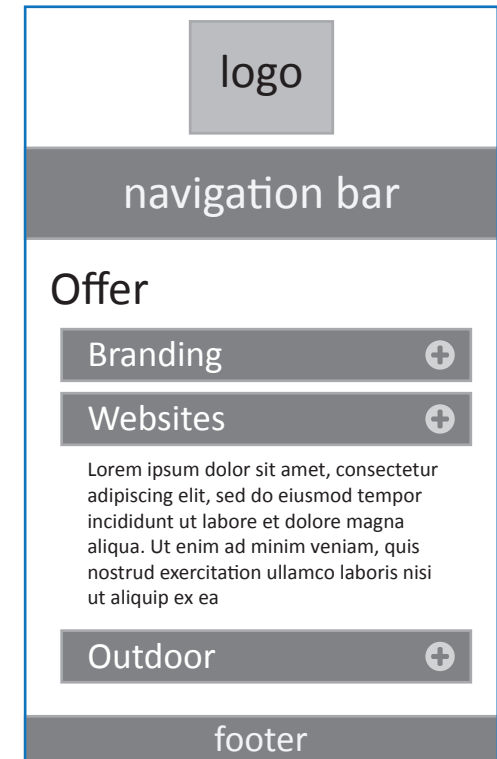 logo
navigation bar
Offer
Branding
Websites
Lorem ipsum dolor sit amet, consectetur
adipiscing elit, sed do eiusmod tempor
incididunt ut labore et dolore magna
aliqua. Ut enim ad minim veniam, quis
nostrud exercitation ullamco laboris nisi
ut aliquip ex ea
Outdoor
footer